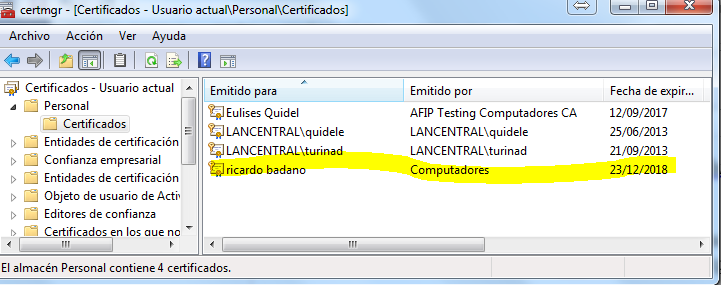 certmgr - [Certificados - Usuario actual\Personal\Certificados]
Archivo Acción Ver Ayuda
Certificados - Usuario actual
Personal
Certificados
Entidades de certificación
Confianza empresarial
Entidades de certificación
Objeto de usuario de Activ
Editores de confianza
Certificados en los que no
Emitido para Emitido por Fecha de expir...
Eulises Quidel AFIP Testing Computadores CA 12/09/2017
LANCENTRAL\quidele LANCENTRAL\quidele 25/06/2013
LANCENTRAL\turinad LANCENTRAL\turinad 21/09/2013
ricardo badano Computadores 23/12/2018
El almacén Personal contiene 4 certificados.